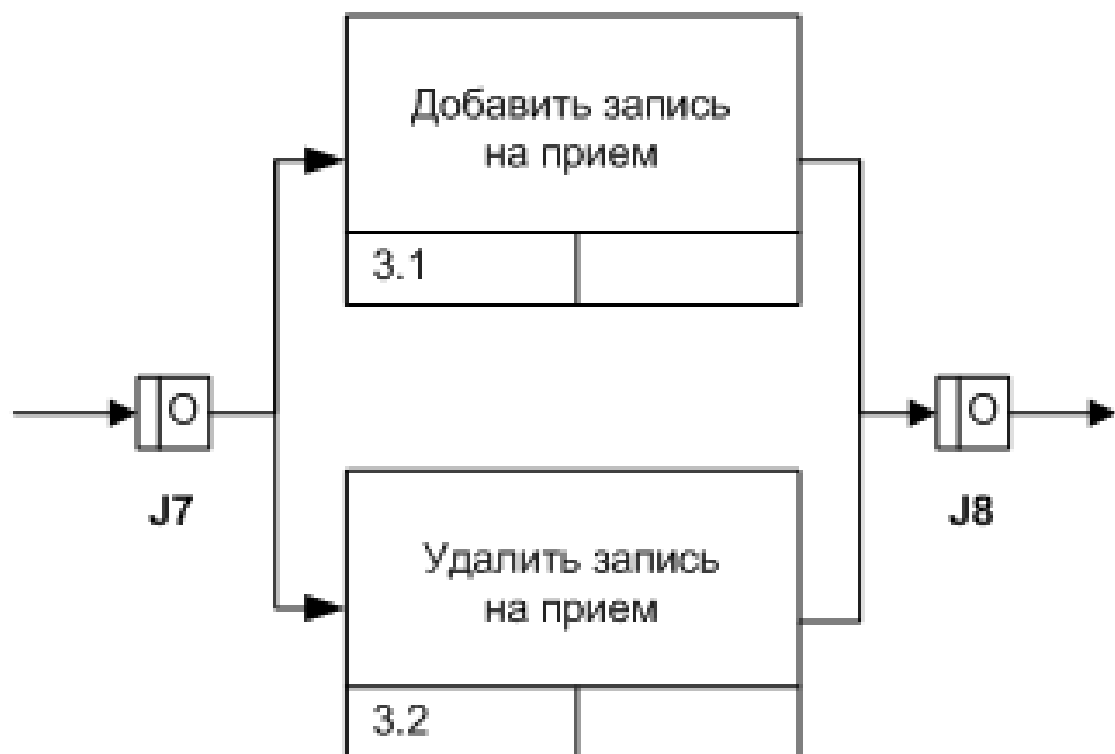 Добавить запись
на прием
3.1
O
O
J7
J8
Удалить запись
на прием
3.2